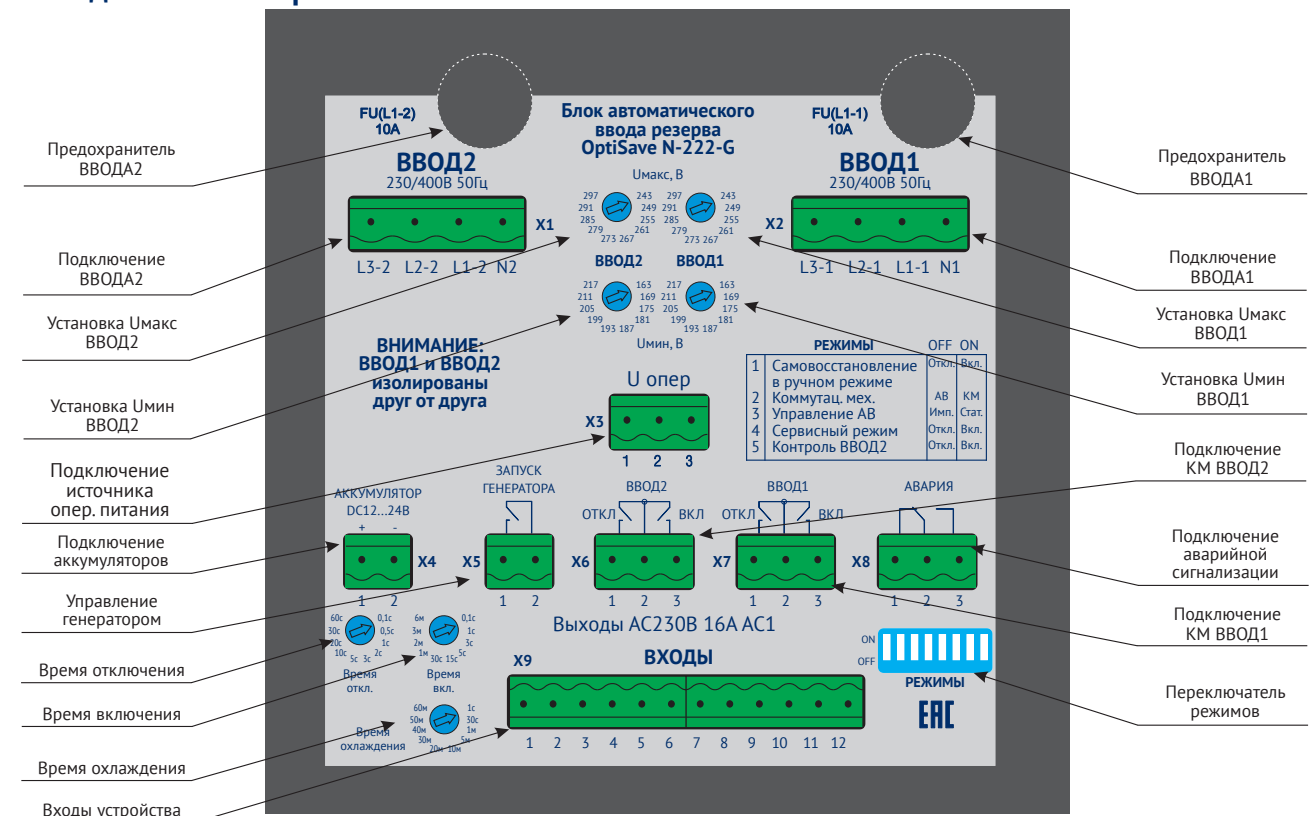 FU(L1-2)
10A
Блок автоматического
ввода резерва
OptiSave N-222-G
FU(L1-1)
10A
ВВОД2
230/400В 50Гц
ВВОД1
230/400В 50Гц
X1
L3-2 L2-2 L1-2 N2
X2
L3-1 L2-1 L1-1 N1
Uмакс, В
297 243 297 243
291 249 291 249
285 255 285 255
279 261 279 261
273 267 273 267
ВВОД2 ВВОД1
217 163 217 163
211 169 211 169
205 175 205 175
199 181 199 181
193 187 193 187
Uмин, В
ВНИМАНИЕ:
ВВОД1 и ВВОД2
изолированы
друг от друга
РЕЖИМЫ OFF ON
1 Самовосстановление Откл. Вкл.
в ручном режиме
2 Коммутац. мех. АВ КМ
3 Управление АВ Имп. Стат.
4 Сервисный режим Откл. Вкл.
5 Контроль ВВОД2 Откл. Вкл.
U опер
X3
1 2 3
АККУМУЛЯТОР
DC12...24В
+ -
X4
1 2
ЗАПУСК
ГЕНЕРАТОРА
X5
1 2
ВВОД2
ОТКЛ ВКЛ
X6
1 2 3
ВВОД1
ОТКЛ ВКЛ
X7
1 2 3
АВАРИЯ
X8
1 2 3
Выходы AC230В 16А АС1
60с 0,1с
30с 0,5с
20с 1с
10с 2с
5с 3с
Время
откл.
6м 0,1с
3м 1с
2м 3с
1м 5с
30с 15с
Время
вкл.
60м 1с
50м 30с
40м 1м
30м 5м
20м 10м
Время
охлаждения
X9 ВХОДЫ
1 2 3 4 5 6 7 8 9 10 11 12
ON
OFF
РЕЖИМЫ
EAC
Предохранитель
ВВОДА2
Подключение
ВВОДА2
Установка Uмакс
ВВОД2
Установка Uмин
ВВОД2
Подключение
источника
опер. питания
Подключение
аккумуляторов
Управление
генератором
Время отключения
Время включения
Время охлаждения
Входы устройства
Предохранитель
ВВОДА1
Подключение
ВВОДА1
Установка Uмакс
ВВОД1
Установка Uмин
ВВОД1
Подключение
КМ ВВОД2
Подключение
аварийной
сигнализации
Подключение
КМ ВВОД1
Переключатель
режимов